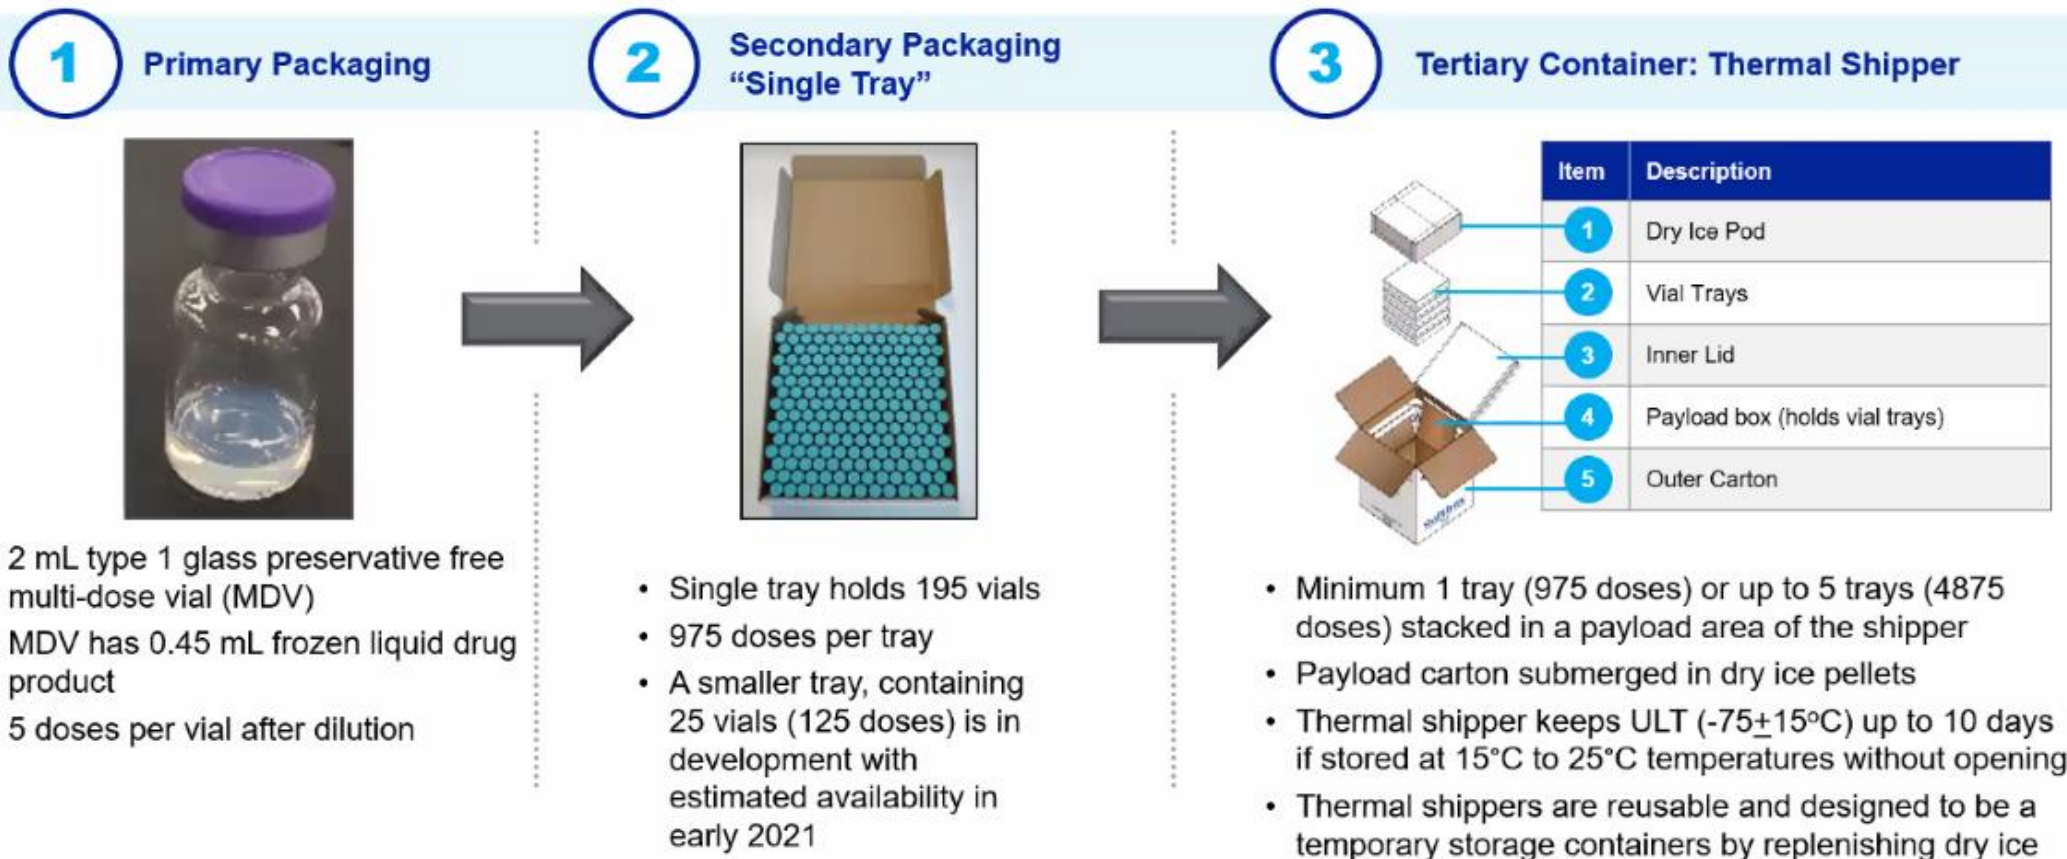 1
Primary Packaging
2
Secondary Packaging
“Single Tray”
3
Tertiary Container: Thermal Shipper
2 mL type 1 glass preservative free
multi-dose vial (MDV)
MDV has 0.45 mL frozen liquid drug
product
5 doses per vial after dilution
• Single tray holds 195 vials
• 975 doses per tray
• A smaller tray, containing
25 vials (125 doses) is in
development with
estimated availability in
early 2021
Item Description
1 Dry Ice Pod
2 Vial Trays
3 Inner Lid
4 Payload box (holds vial trays)
5 Outer Carton
• Minimum 1 tray (975 doses) or up to 5 trays (4875
doses) stacked in a payload area of the shipper
• Payload carton submerged in dry ice pellets
• Thermal shipper keeps ULT (-75±15ºC) up to 10 days
if stored at 15°C to 25°C temperatures without opening
• Thermal shippers are reusable and designed to be a
temporary storage containers by replenishing dry ice